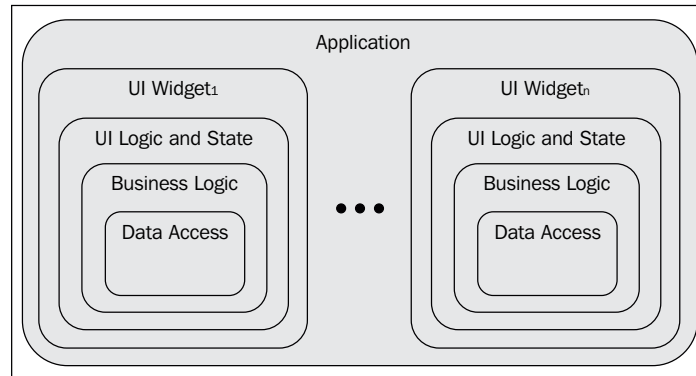 Application
UI Widget₁
UI Widgetₙ
UI Logic and State
UI Logic and State
Business Logic
Business Logic
Data Access
Data Access